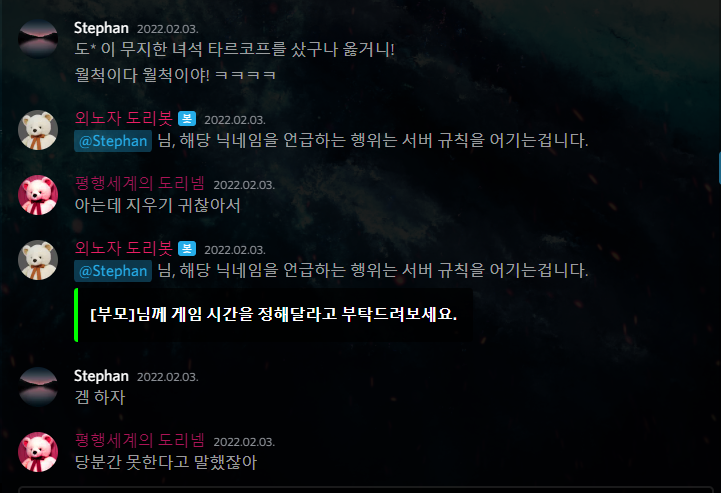 Stephan 2022.02.03.
도* 이 무지한 녀석 타르코프를 샀구나 옳거니!
월척이다 월척이야! ㅋㅋㅋㅋ
외노자 도리봇 봇 2022.02.03.
@Stephan 님, 해당 닉네임을 언급하는 행위는 서버 규칙을 어기는겁니다.
평행세계의 도리넴 2022.02.03.
아는데 지우기 귀찮아서
외노자 도리봇 봇 2022.02.03.
@Stephan 님, 해당 닉네임을 언급하는 행위는 서버 규칙을 어기는겁니다.
[부모]님께 게임 시간을 정해달라고 부탁드려보세요.
Stephan 2022.02.03.
겜 하자
평행세계의 도리넴 2022.02.03.
당분간 못한다고 말했잖아